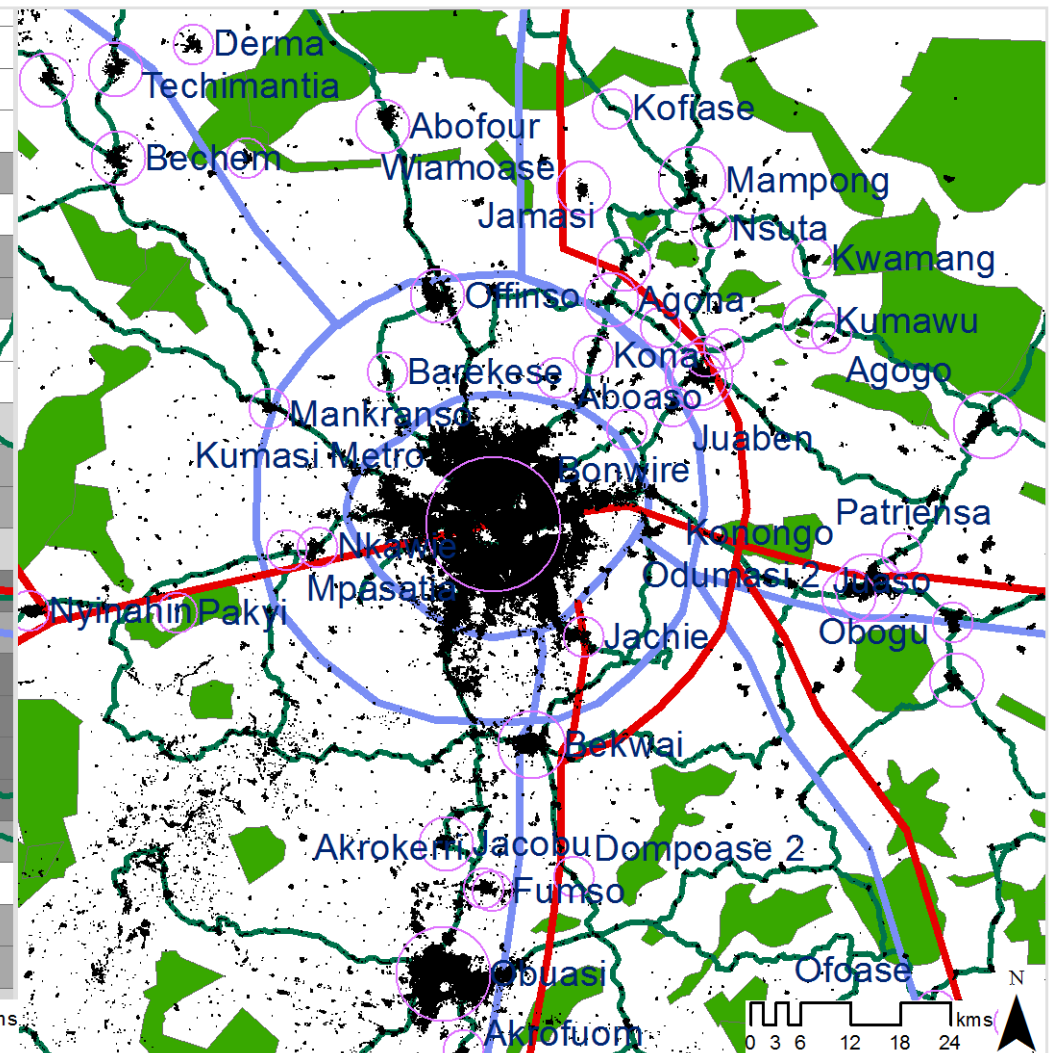 Derma
Techimantia
Kofiase
Abofour
Bechem
Wiamoase
Mampong
Jamasi
Nsuta
Kwamang
Offinso
Agona
Kumawu
Kona
Barekese
Agogo
Aboaso
Mankranso
Juaben
Kumasi Metro
Bonwire
Patriensa
Konongo
Nkawie
Odumasi 2
Juaso
Mpasatia
Nyinahin
Pakyi
Obogu
Jachie
Bekwai
Akrokerri
Jacobu
Dompoase 2
Fumso
Obuasi
Ofoase
N
ms
kms
Akrofuom
0 3 6 12 18 24